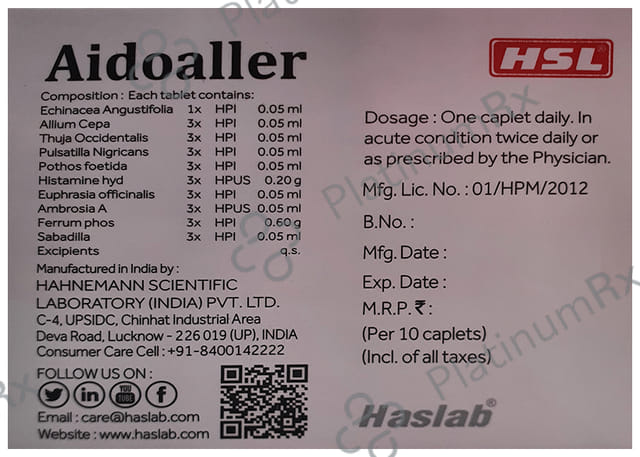 Aidoaller
Composition : Each tablet contains:
Echinacea Angustifolia 1x HPI 0.05 ml
Allium Cepa 3x HPI 0.05 ml
Thuja Occidentalis 3x HPI 0.05 ml
Pulsatilla Nigricans 3x HPI 0.05 ml
Pothos foetida 3x HPI 0.05 ml
Histamine hyd 3x HPUS 0.20 g
Euphrasia officinalis 3x HPI 0.05 ml
Ambrosia A 3x HPUS 0.05 ml
Ferrum phos 3x HPI 0.60 g
Sabadilla 3x HPI 0.05 ml
Excipients q.s.
Manufactured in India by :
HAHNEMANN SCIENTIFIC
LABORATORY (INDIA) PVT. LTD.
C-4, UPSIDC, Chinhat Industrial Area
Deva Road, Lucknow - 226 019 (UP), INDIA
Consumer Care Cell : +91-8400142222
FOLLOW US ON :
in You Tube f
Email : care@haslab.com
Website : www.haslab.com
HSL
Dosage : One caplet daily. In
acute condition twice daily or
as prescribed by the Physician.
Mfg. Lic. No. : 01/HPM/2012
B.No. :
Mfg. Date :
Exp. Date :
M.R.P. ₹ :
(Per 10 caplets)
(Incl. of all taxes)
Haslab®
PlatinumRx
PlatinumRx
PlatinumRx